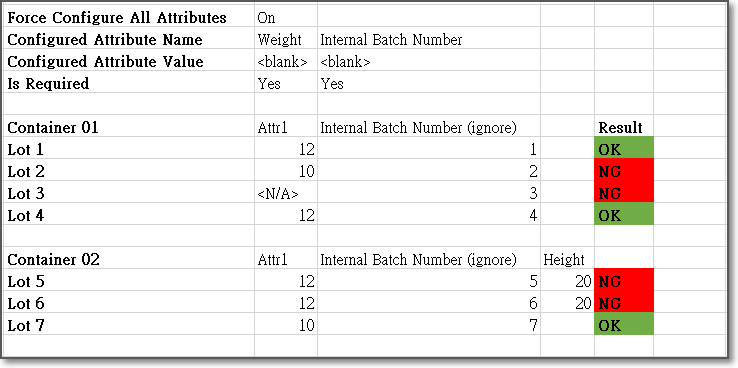 Force Configure All Attributes On
Configured Attribute Name Weight Internal Batch Number
Configured Attribute Value <blank> <blank>
Is Required Yes Yes
Container 01 Attr1 Internal Batch Number (ignore) Result
Lot 1 12 1 OK
Lot 2 10 2 NG
Lot 3 <N/A> 3 NG
Lot 4 12 4 OK
Container 02 Attr1 Internal Batch Number (ignore) Height
Lot 5 12 5 20 NG
Lot 6 12 6 20 NG
Lot 7 10 7 OK